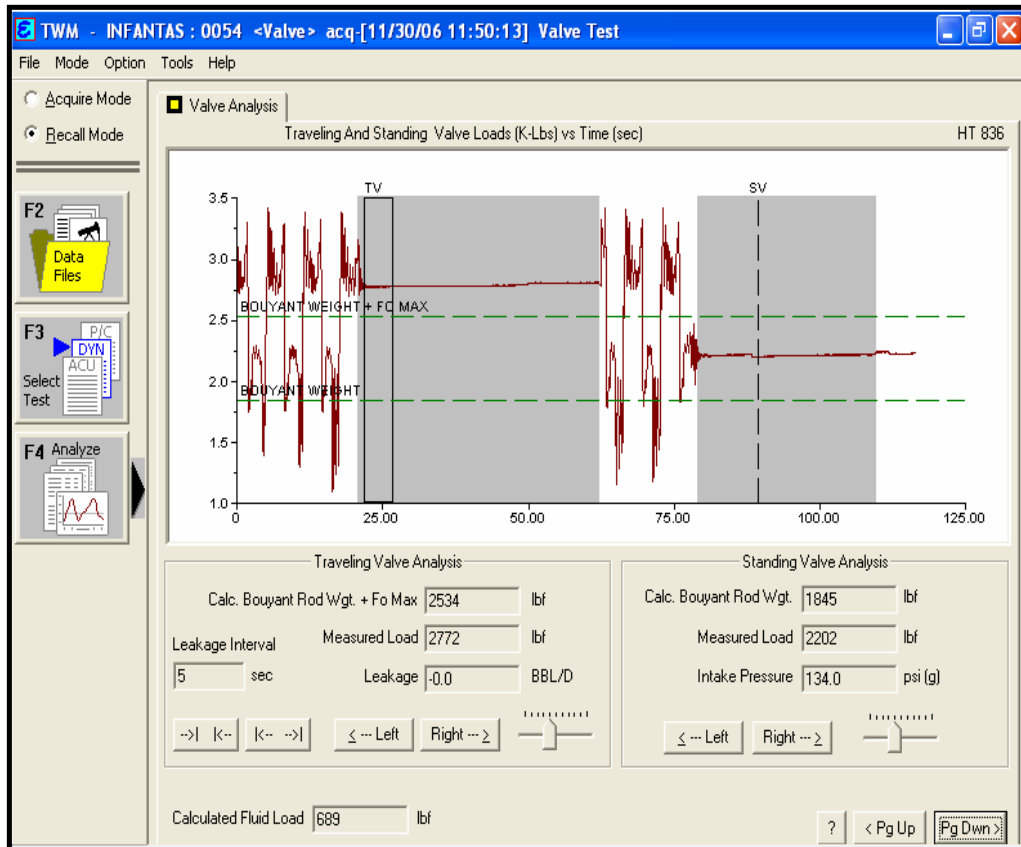 TWM - INFANTAS : 0054 <Valve> acq-[11/30/06 11:50:13] Valve Test
File Mode Option Tools Help
Acquire Mode
Recall Mode
F2
Data
Files
F3
P/C
DYN
ACU
Select
Test
F4 Analyze
Valve Analysis
Traveling And Standing Valve Loads (K-Lbs) vs Time (sec)
HT 836
TV
SV
3.5
3.0
2.5
2.0
1.5
1.0
BOUYANT WEIGHT + FO MAX
BOUYANT WEIGHT
0 25.00 50.00 75.00 100.00 125.00
Traveling Valve Analysis
Calc. Bouyant Rod Wgt. + Fo Max 2534 lbf
Measured Load 2772 lbf
Leakage Interval
5 sec
Leakage -0.0 BBL/D
-->| |<-- |<-- -->| < --- Left Right --- >
Standing Valve Analysis
Calc. Bouyant Rod Wgt. 1845 lbf
Measured Load 2202 lbf
Intake Pressure 134.0 psi (g)
< --- Left Right --- >
Calculated Fluid Load 689 lbf
? < Pg Up Pg Dwn >